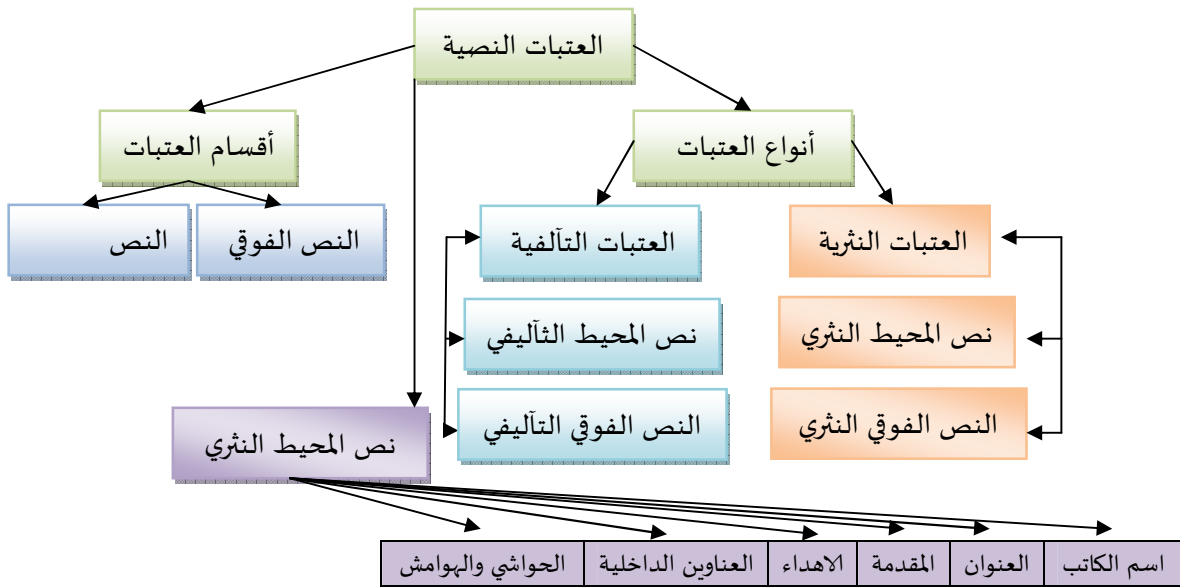 العتبات النصية
أنواع العتبات
أقسام العتبات
العتبات النثرية
العتبات التآلفية
النص الفوقي
النص
نص المحيط النثري
نص المحيط الثآليفي
النص الفوقي النثري
النص الفوقي التآليفي
نص المحيط النثري
اسم الكاتب
العنوان
المقدمة
الاهداء
العناوين الداخلية
الحواشي والهوامش